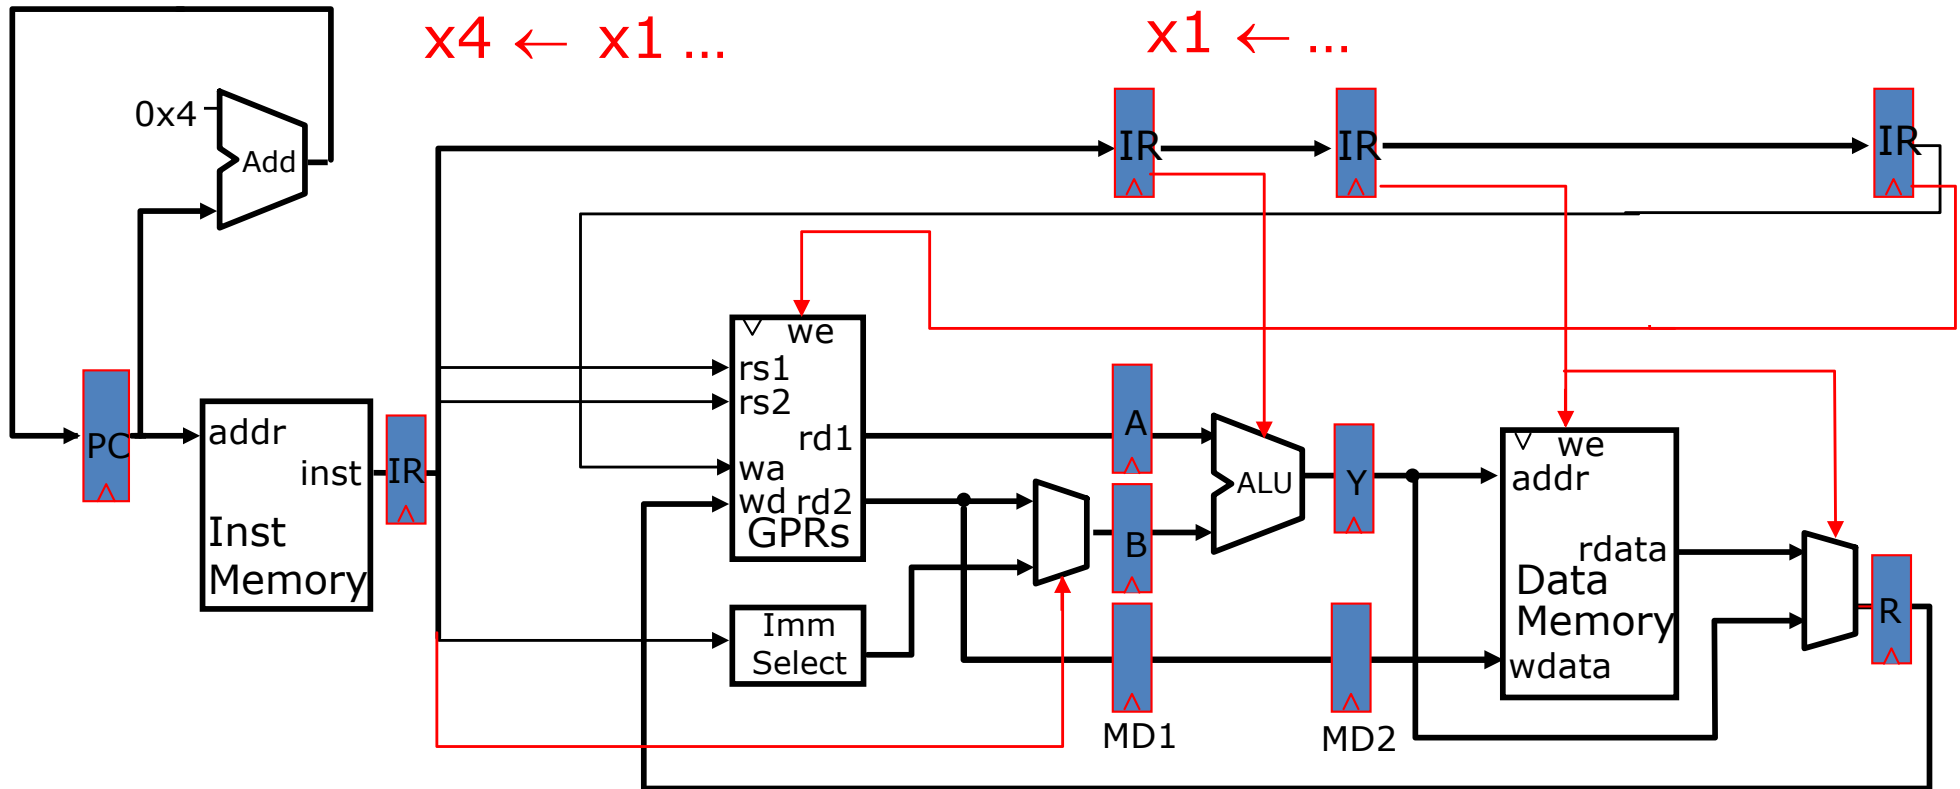 x4 ← x1 ...
x1 ← ...
0x4
Add
IR
IR
IR
we
rs1
rs2
rd1
wa
wd rd2
GPRs
PC
addr
inst
Inst
Memory
IR
A
B
ALU
Y
we
addr
rdata
Data
Memory
wdata
R
Imm
Select
MD1
MD2